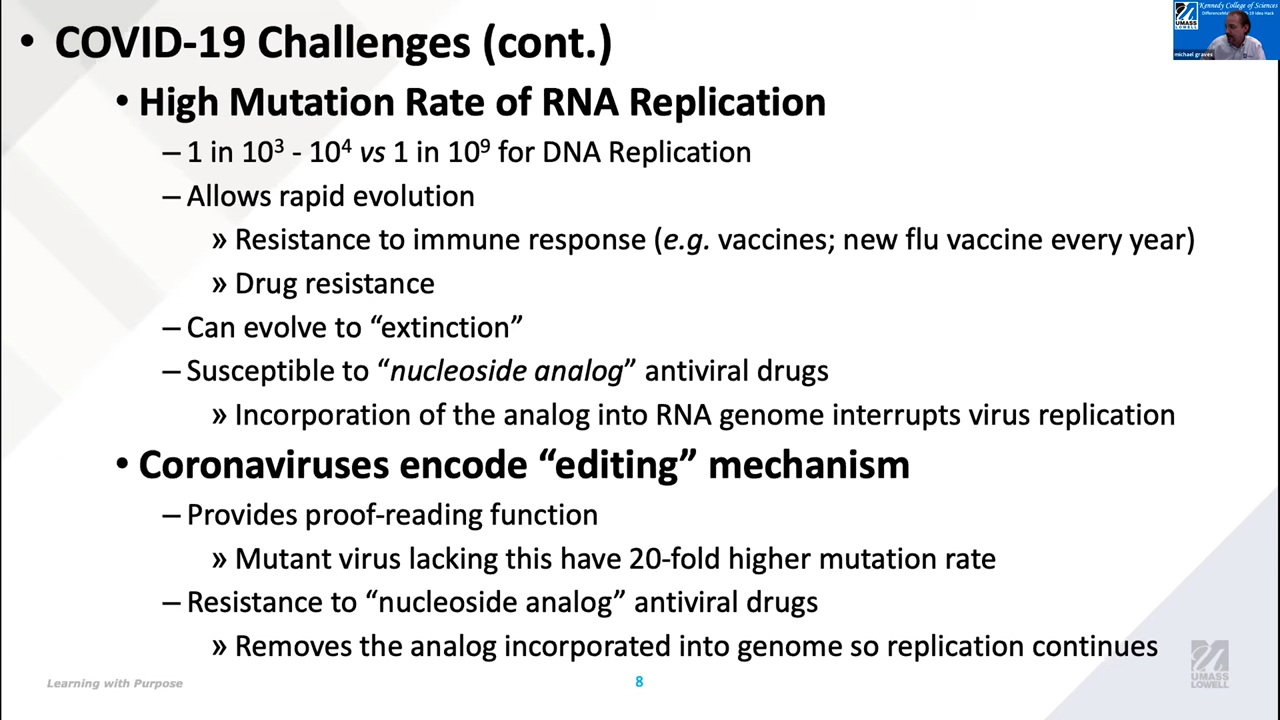 • COVID-19 Challenges (cont.)
• High Mutation Rate of RNA Replication
– 1 in 10³ - 10⁴ vs 1 in 10⁹ for DNA Replication
– Allows rapid evolution
» Resistance to immune response (e.g. vaccines; new flu vaccine every year)
» Drug resistance
– Can evolve to “extinction”
– Susceptible to “nucleoside analog” antiviral drugs
» Incorporation of the analog into RNA genome interrupts virus replication
• Coronaviruses encode “editing” mechanism
– Provides proof-reading function
» Mutant virus lacking this have 20-fold higher mutation rate
– Resistance to “nucleoside analog” antiviral drugs
» Removes the analog incorporated into genome so replication continues
Learning with Purpose
8
UMASS
LOWELL
Kennedy College of Sciences
Idea Hack
UMASS
LOWELL
michael graves